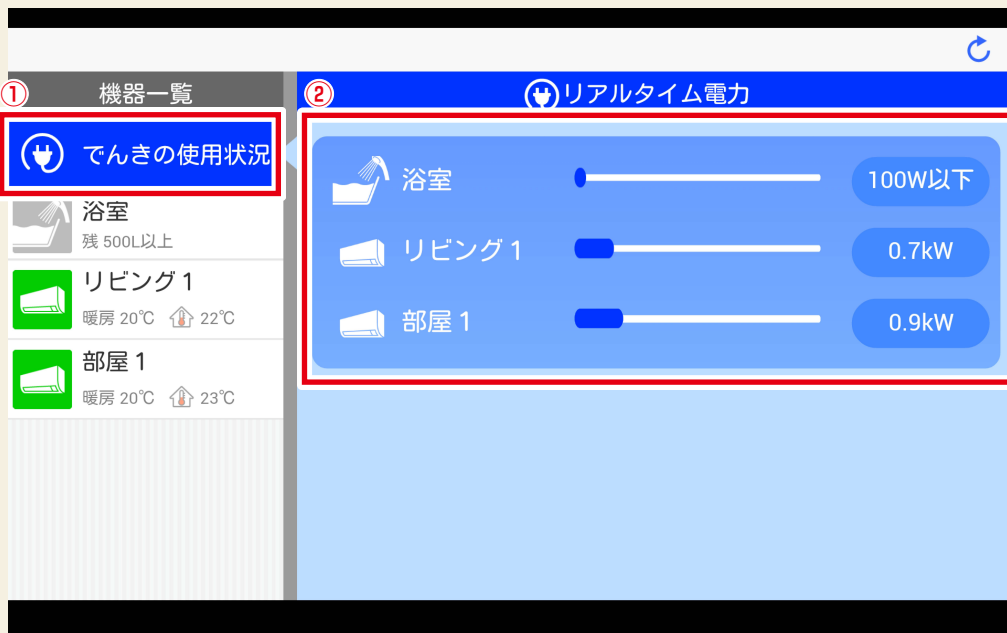 ① 機器一覧
でんきの使用状況
浴室
残 500L以上
リビング 1
暖房 20℃ 22℃
部屋 1
暖房 20℃ 23℃
② リアルタイム電力
浴室 100W以下
リビング 1 0.7kW
部屋 1 0.9kW